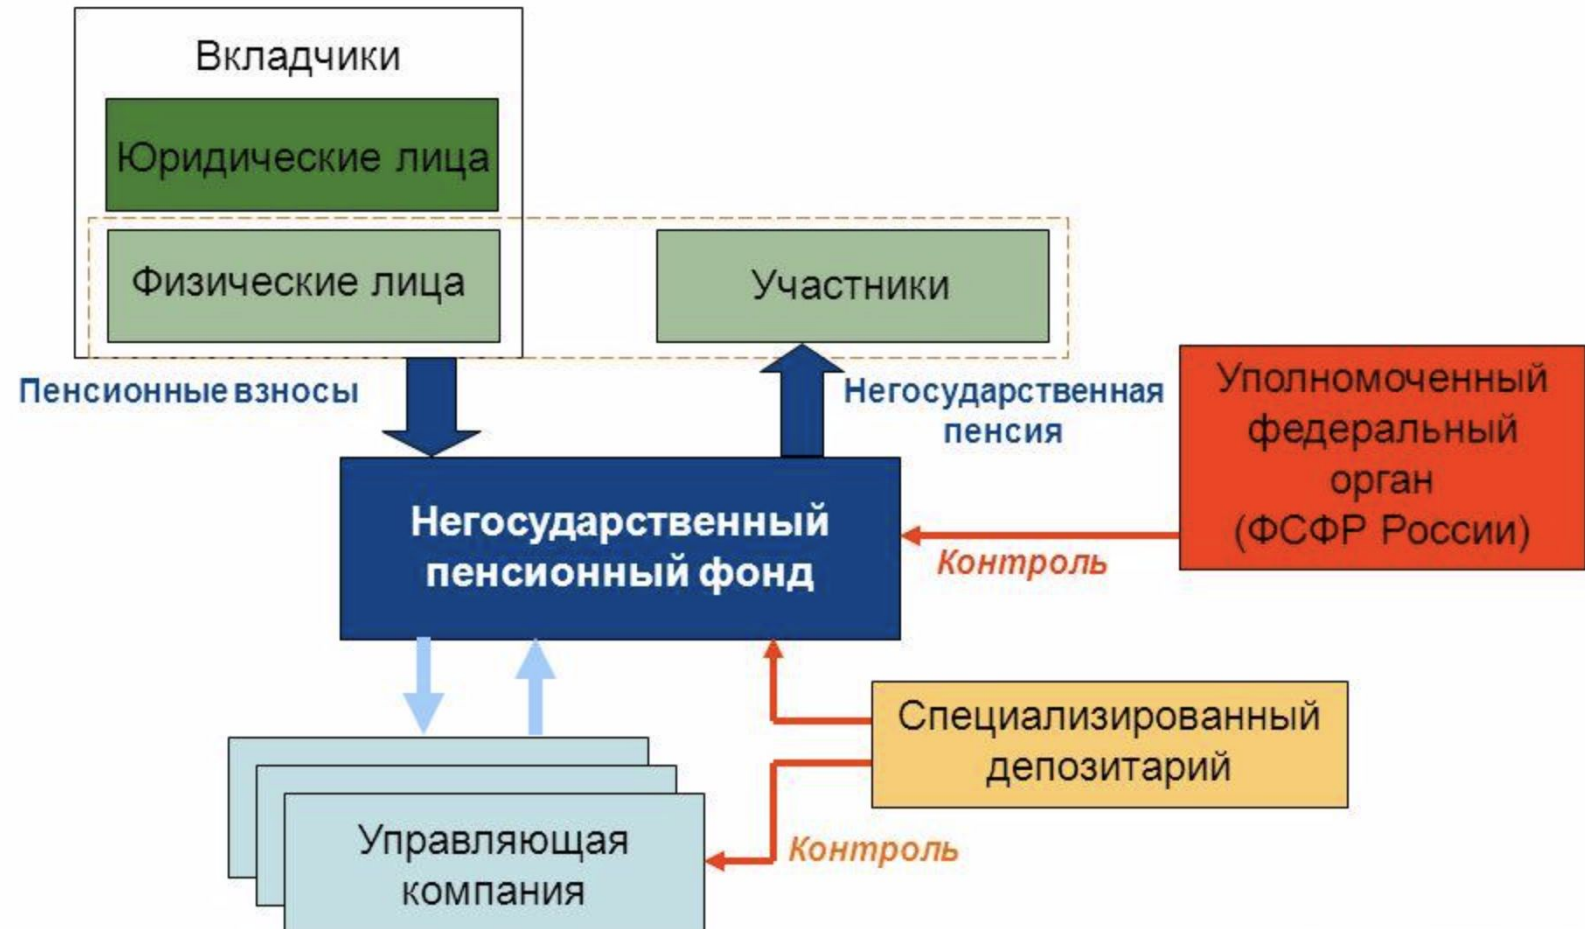 Вкладчики
Юридические лица
Физические лица
Участники
Пенсионные взносы
Негосударственная
пенсия
Уполномоченный
федеральный
орган
(ФСФР России)
Негосударственный
пенсионный фонд
Контроль
Специализированный
депозитарий
Управляющая
компания
Контроль